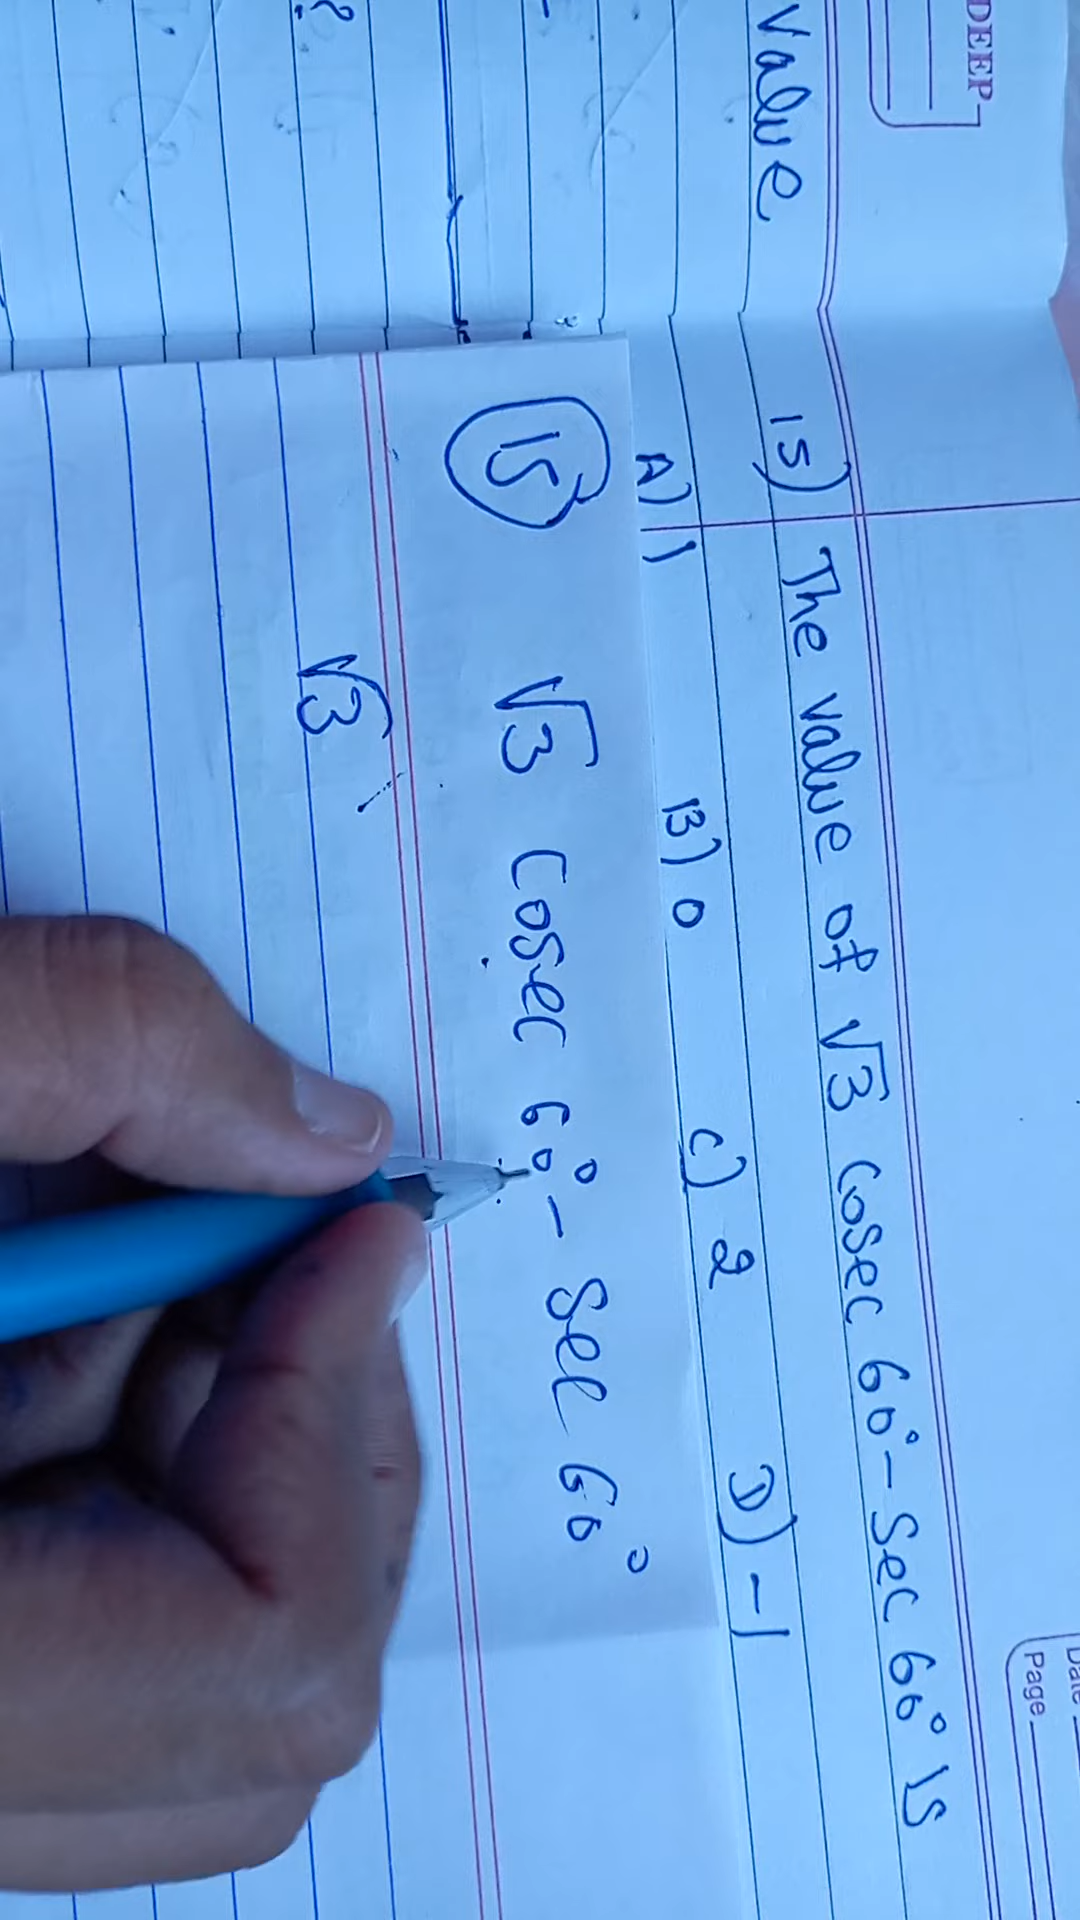 DEEP
Date
Page
Value
15) The value of √3 cosec 60° - Sec 60° is
A) 1 B) 0 C) 2 D) -1
15 √3 cosec 60° - Sec 60°
√3
?